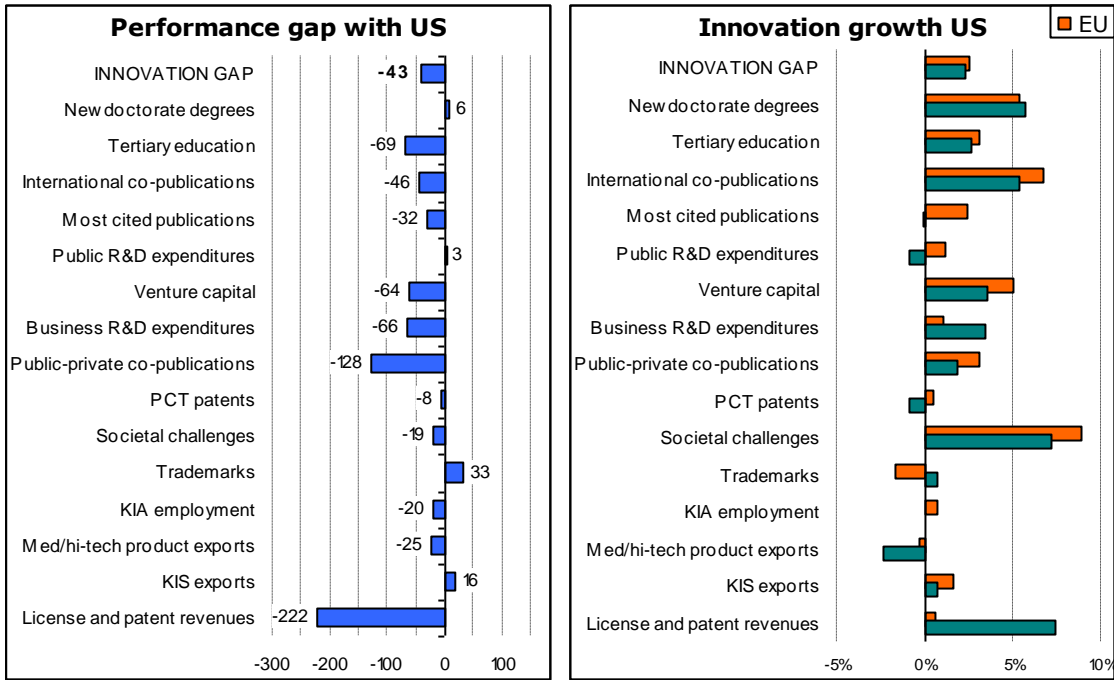 Performance gap with US
INNOVATION GAP -43
New doctorate degrees 6
Tertiary education -69
International co-publications -46
Most cited publications -32
Public R&D expenditures 3
Venture capital -64
Business R&D expenditures -66
Public-private co-publications -128
PCT patents -8
Societal challenges -19
Trademarks 33
KIA employment -20
Med/hi-tech product exports -25
KIS exports 16
License and patent revenues -222
-300 -200 -100 0 100
Innovation growth US
EU
INNOVATION GAP
New doctorate degrees
Tertiary education
International co-publications
Most cited publications
Public R&D expenditures
Venture capital
Business R&D expenditures
Public-private co-publications
PCT patents
Societal challenges
Trademarks
KIA employment
Med/hi-tech product exports
KIS exports
License and patent revenues
-5% 0% 5% 10%